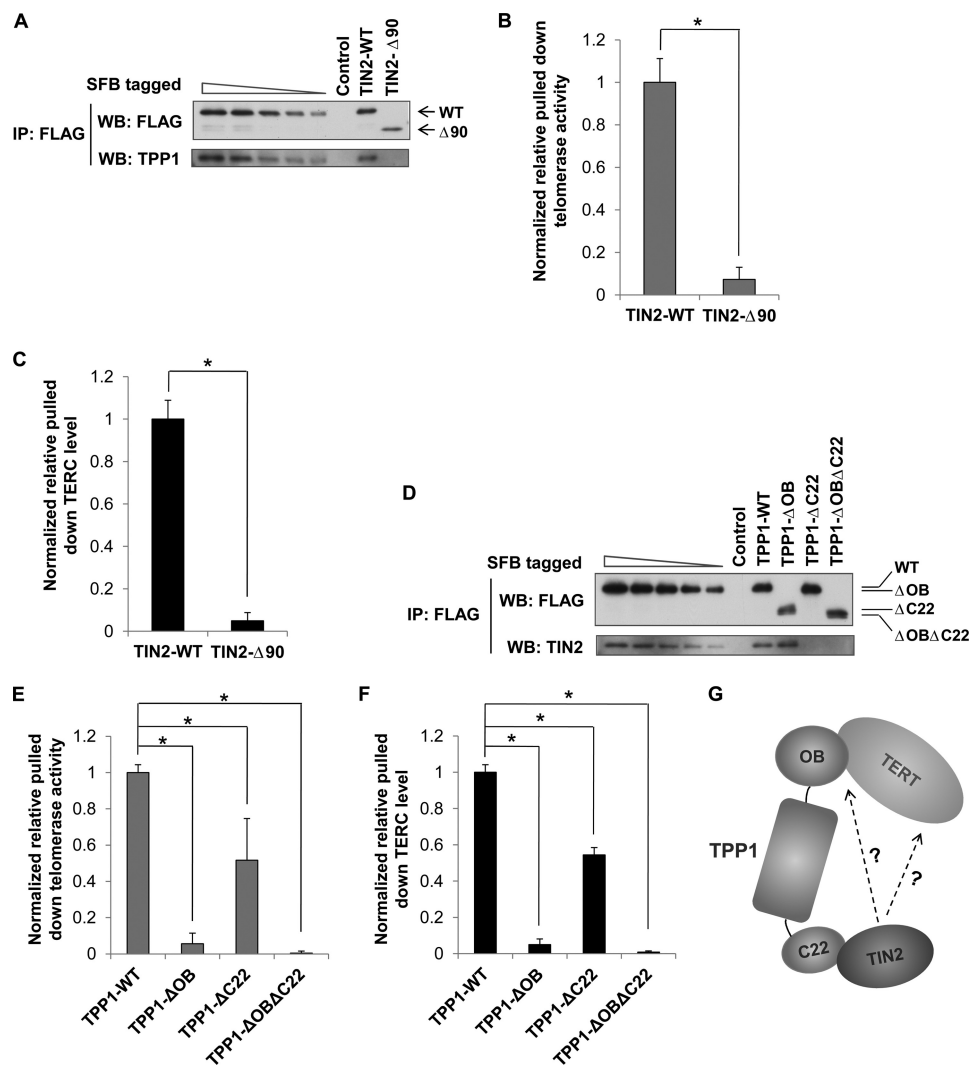 A
SFB tagged
Control
TIN2-WT
TIN2-Δ90
IP: FLAG
WB: FLAG
WT
Δ90
WB: TPP1
B
Normalized relative pulled down
telomerase activity
1.2
1
0.8
0.6
0.4
0.2
0
*
TIN2-WT
TIN2-Δ90
C
Normalized relative pulled
down TERC level
1.2
1
0.8
0.6
0.4
0.2
0
*
TIN2-WT
TIN2-Δ90
D
SFB tagged
Control
TPP1-WT
TPP1-ΔOB
TPP1-ΔC22
TPP1-ΔOBΔC22
IP: FLAG
WB: FLAG
WT
ΔOB
ΔC22
ΔOBΔC22
WB: TIN2
E
Normalized relative pulled
down telomerase activity
1.2
1
0.8
0.6
0.4
0.2
0
*
*
*
TPP1-WT
TPP1-ΔOB
TPP1-ΔC22
TPP1-ΔOBΔC22
F
Normalized relative pulled
down TERC level
1.2
1
0.8
0.6
0.4
0.2
0
*
*
*
TPP1-WT
TPP1-ΔOB
TPP1-ΔC22
TPP1-ΔOBΔC22
G
OB
TERT
TPP1
?
?
C22
TIN2